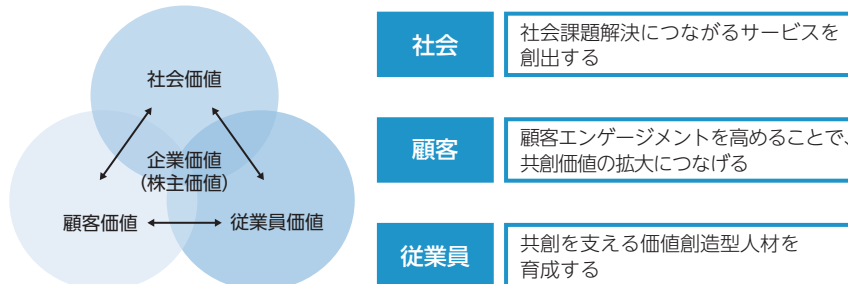 社会価値
企業価値
(株主価値)
顧客価値
従業員価値
社会
社会課題解決につながるサービスを
創出する
顧客
顧客エンゲージメントを高めることで、
共創価値の拡大につなげる
従業員
共創を支える価値創造型人材を
育成する